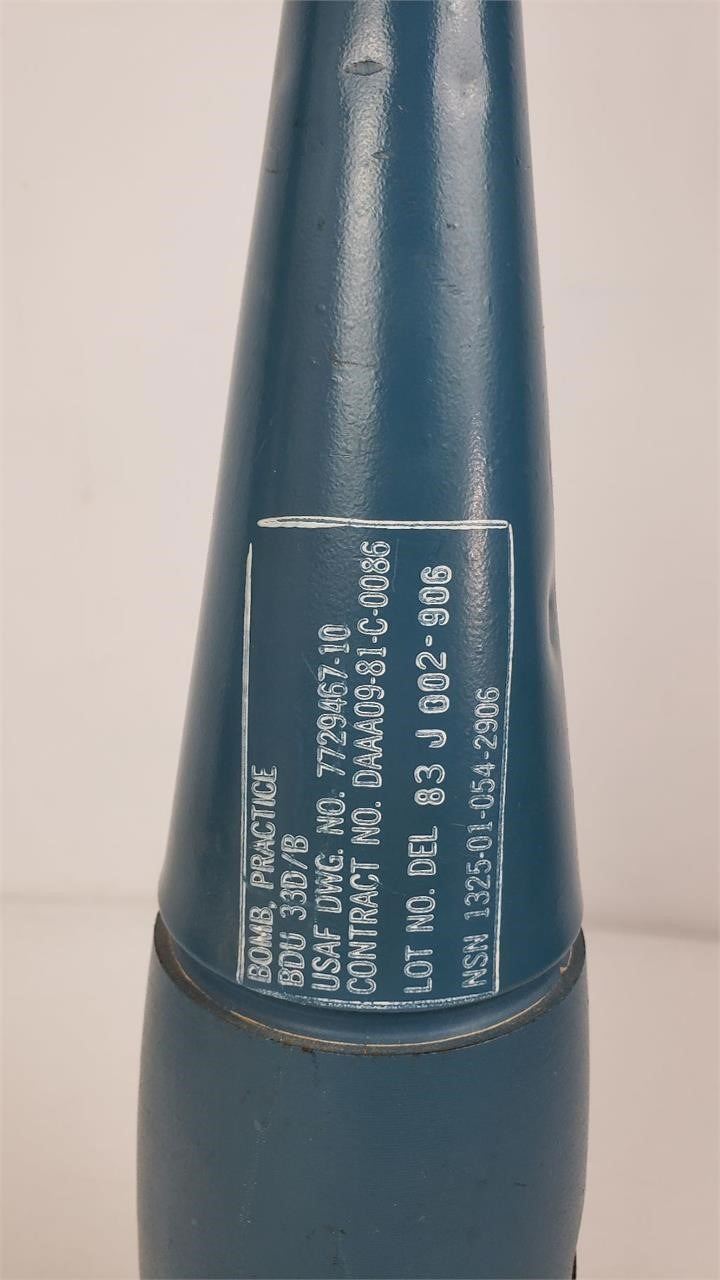 BOMB, PRACTICE
BDU 33D/B
USAF DWG. NO. 7729467-10
CONTRACT NO. DAAA09-81-C-0086
LOT NO. DEL 83 J 002-906
NSN 1325-01-054-2906